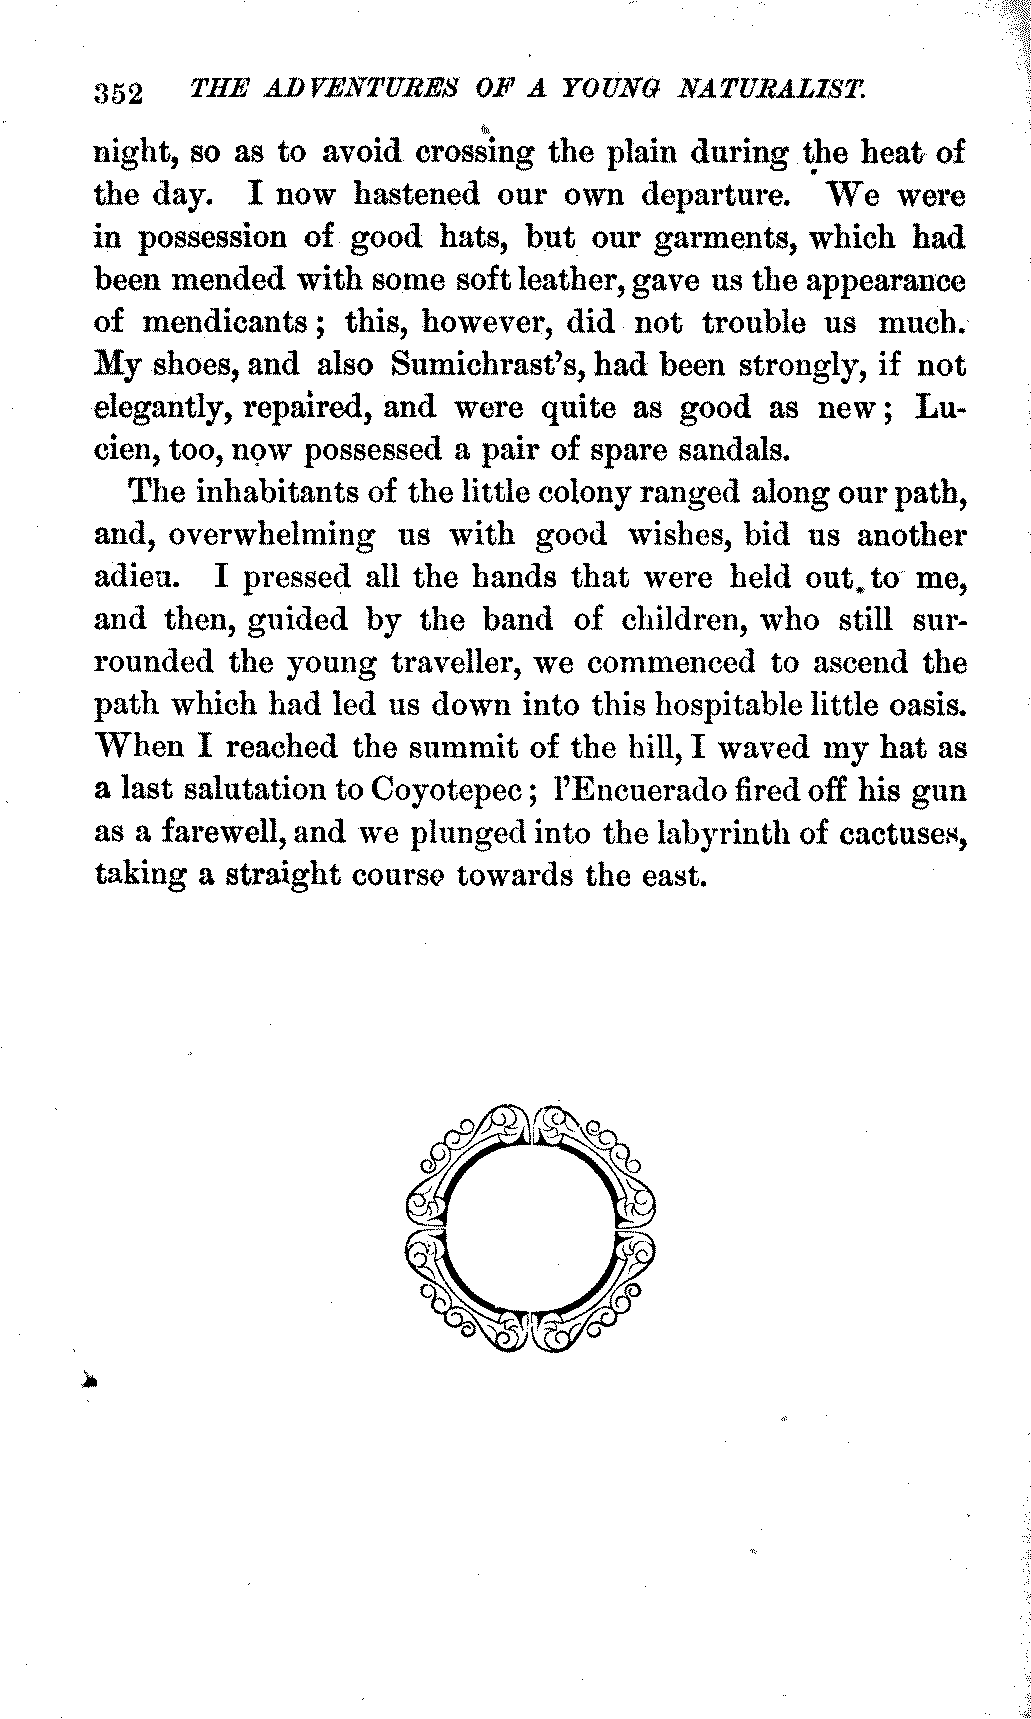 352 THE ADVENTURES OF A YOUNG NATURALIST.
night, so as to avoid crossing the plain during the heat of
the day. I now hastened our own departure. We were
in possession of good hats, but our garments, which had
been mended with some soft leather, gave us the appearance
of mendicants; this, however, did not trouble us much.
My shoes, and also Sumichrast's, had been strongly, if not
elegantly, repaired, and were quite as good as new; Lu-
cien, too, now possessed a pair of spare sandals.
The inhabitants of the little colony ranged along our path,
and, overwhelming us with good wishes, bid us another
adieu. I pressed all the hands that were held out to me,
and then, guided by the band of children, who still sur-
rounded the young traveller, we commenced to ascend the
path which had led us down into this hospitable little oasis.
When I reached the summit of the hill, I waved my hat as
a last salutation to Coyotepec; l'Encuerado fired off his gun
as a farewell, and we plunged into the labyrinth of cactuses,
taking a straight course towards the east.